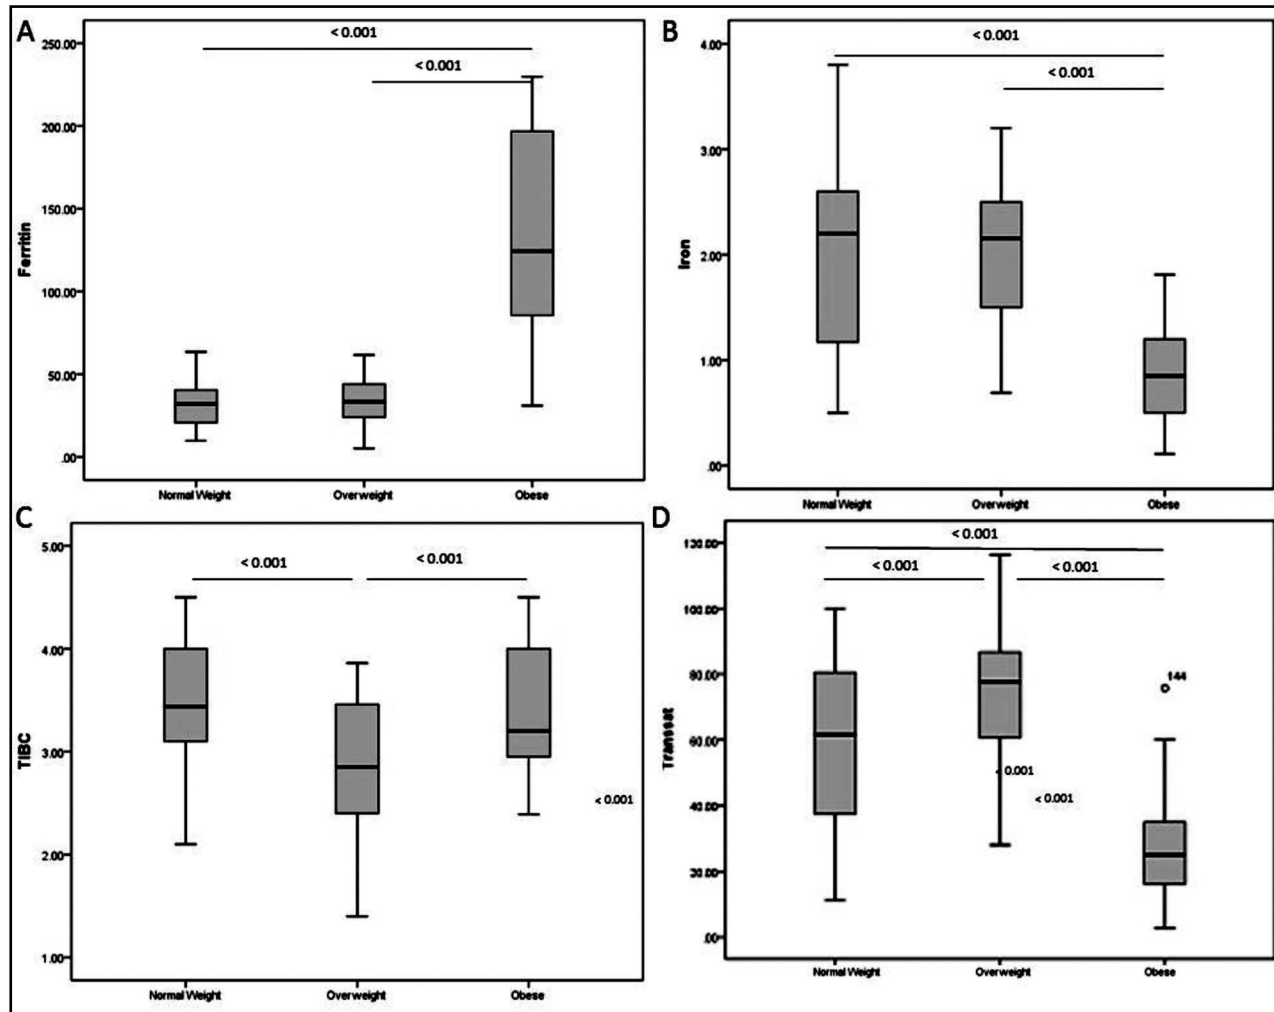 A
< 0.001
< 0.001
250.00
200.00
150.00
100.00
50.00
.00
Ferritin
Normal Weight Overweight Obese
B
< 0.001
< 0.001
4.00
3.00
2.00
1.00
.00
Iron
Normal Weight Overweight Obese
C
< 0.001 < 0.001
5.00
4.00
3.00
2.00
1.00
TIBC
< 0.001
Normal Weight Overweight Obese
D
< 0.001
< 0.001 < 0.001
120.00
100.00
80.00
60.00
40.00
20.00
.00
Transsat
144
< 0.001
< 0.001
Normal Weight Overweight Obese